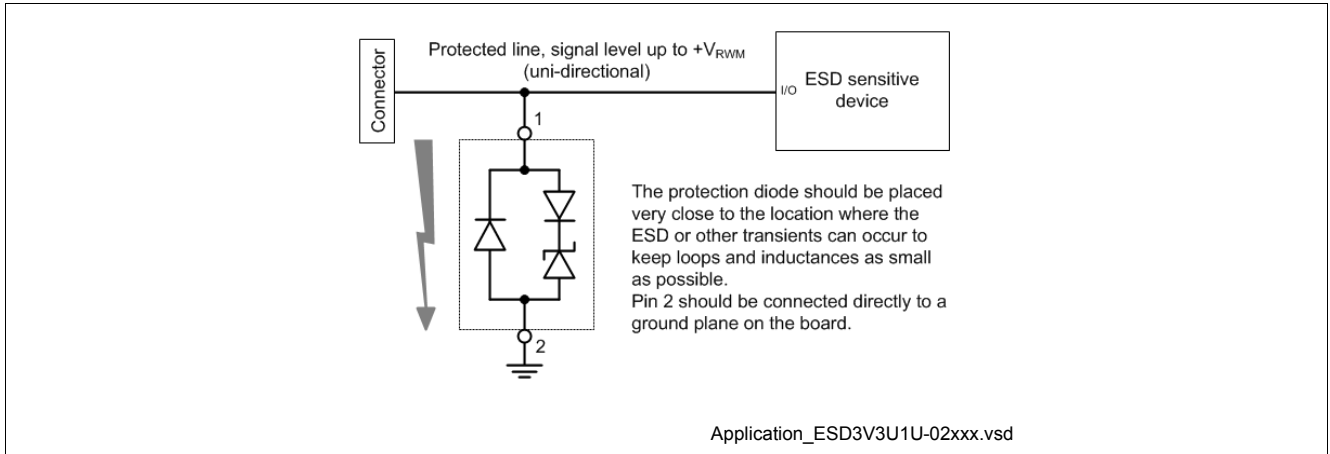 Connector
Protected line, signal level up to +VRWM
(uni-directional)
I/O
ESD sensitive
device
1
The protection diode should be placed
very close to the location where the
ESD or other transients can occur to
keep loops and inductances as small
as possible.
Pin 2 should be connected directly to a
ground plane on the board.
2
Application_ESD3V3U1U-02xxx.vsd